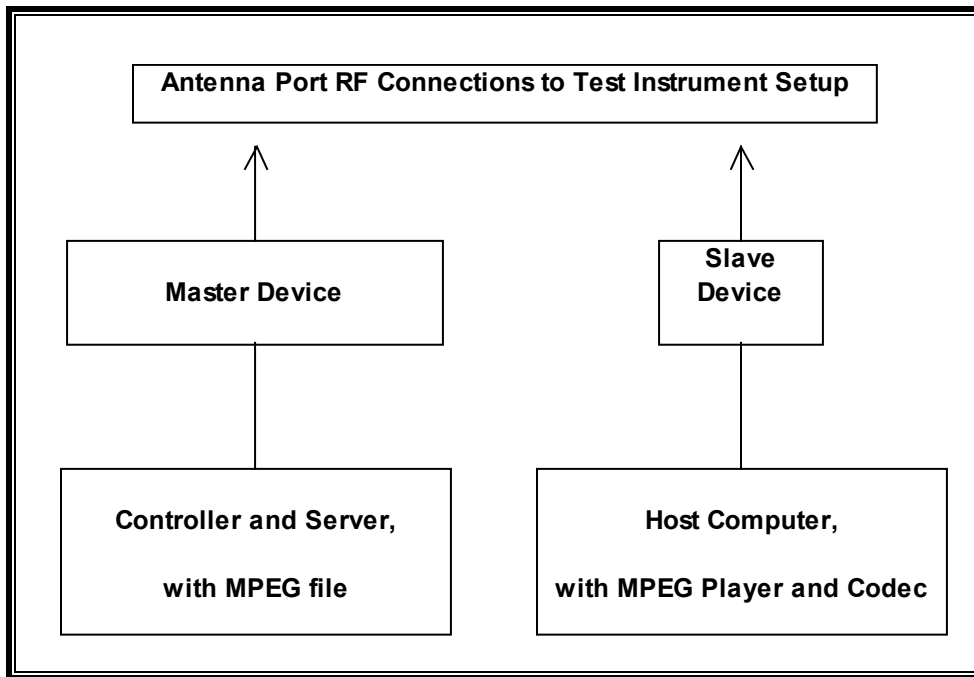 Antenna Port RF Connections to Test Instrument Setup
Master Device
Slave
Device
Controller and Server,
with MPEG file
Host Computer,
with MPEG Player and Codec